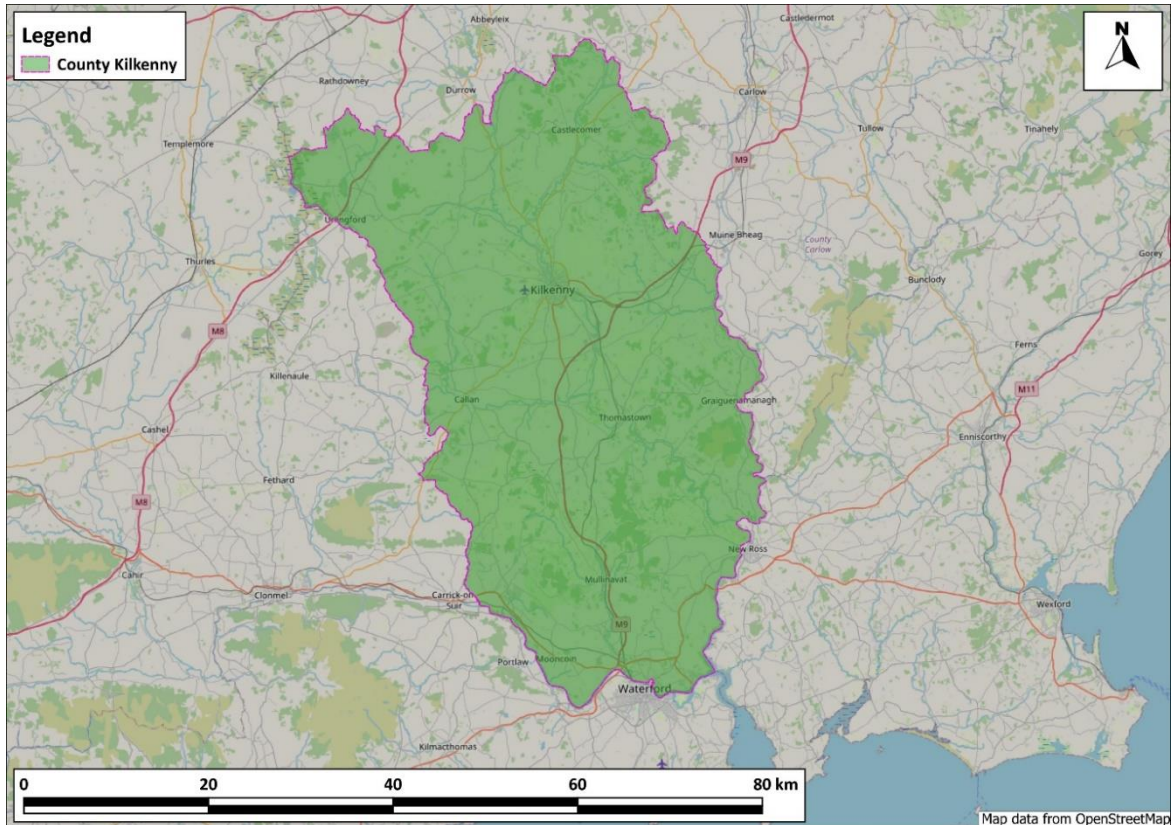 Legend
County Kilkenny
N
Abbeyleix
Castledermot
Rathdowney
Durrow
Carlow
Castlecomer
Tullow
Tinahely
Templemore
M9
Urlingford
Muine Bheag
County
Carlow
Thurles
Gorey
Bunclody
Kilkenny
M8
Ferns
Killenaule
M11
Callan
Graiguenamanagh
Thomastown
Cashel
Enniscorthy
Fethard
M8
New Ross
Cahir
Mullinavat
Clonmel
Carrick-on
Suir
Wexford
M9
Portlaw
Mooncoin
Waterford
Kilmacthomas
0 20 40 60 80 km
Map data from OpenStreetMap